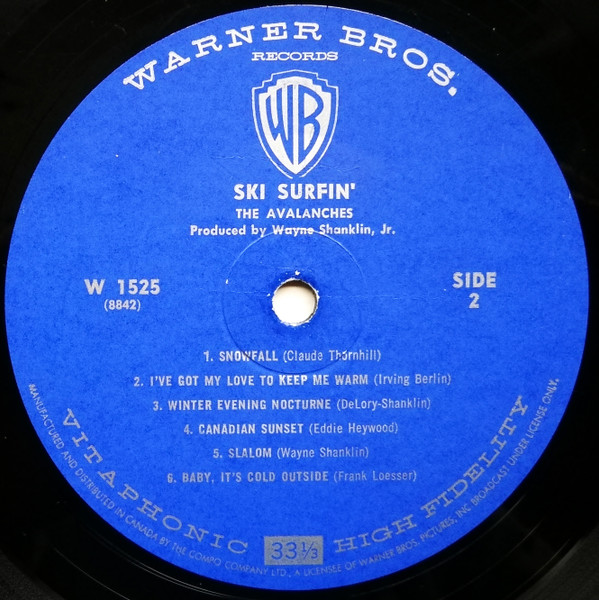 WARNER BROS.
RECORDS
WB
SKI SURFIN'
THE AVALANCHES
Produced by Wayne Shanklin, Jr.
W 1525
(8842)
SIDE
2
1. SNOWFALL (Claude Thornhill)
2. I'VE GOT MY LOVE TO KEEP ME WARM (Irving Berlin)
3. WINTER EVENING NOCTURNE (DeLory-Shanklin)
4. CANADIAN SUNSET (Eddie Heywood)
5. SLALOM (Wayne Shanklin)
6. BABY, IT'S COLD OUTSIDE (Frank Loesser)
VITAPHONIC HIGH FIDELITY
33⅓
MANUFACTURED AND DISTRIBUTED IN CANADA BY THE COMPO COMPANY LTD., A LICENSEE OF WARNER BROS. PICTURES, INC. BROADCAST UNDER LICENSE ONLY.